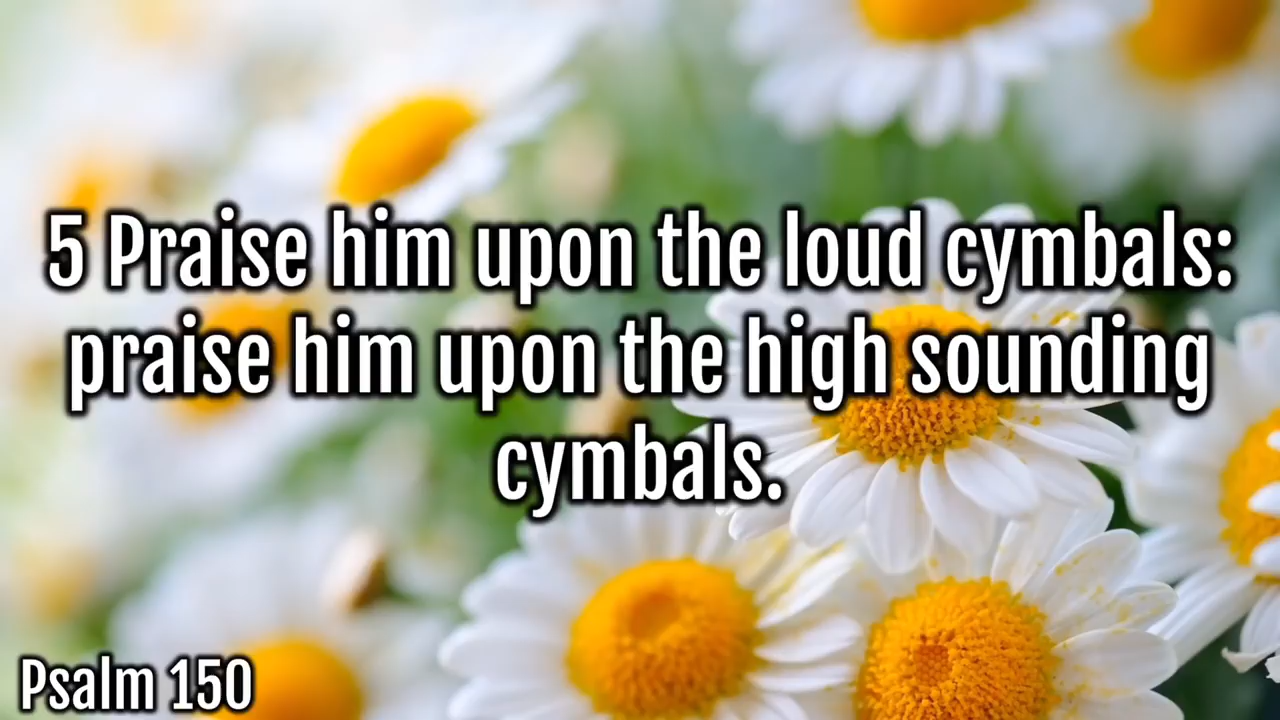 5 Praise him upon the loud cymbals:
praise him upon the high sounding
cymbals.
Psalm 150